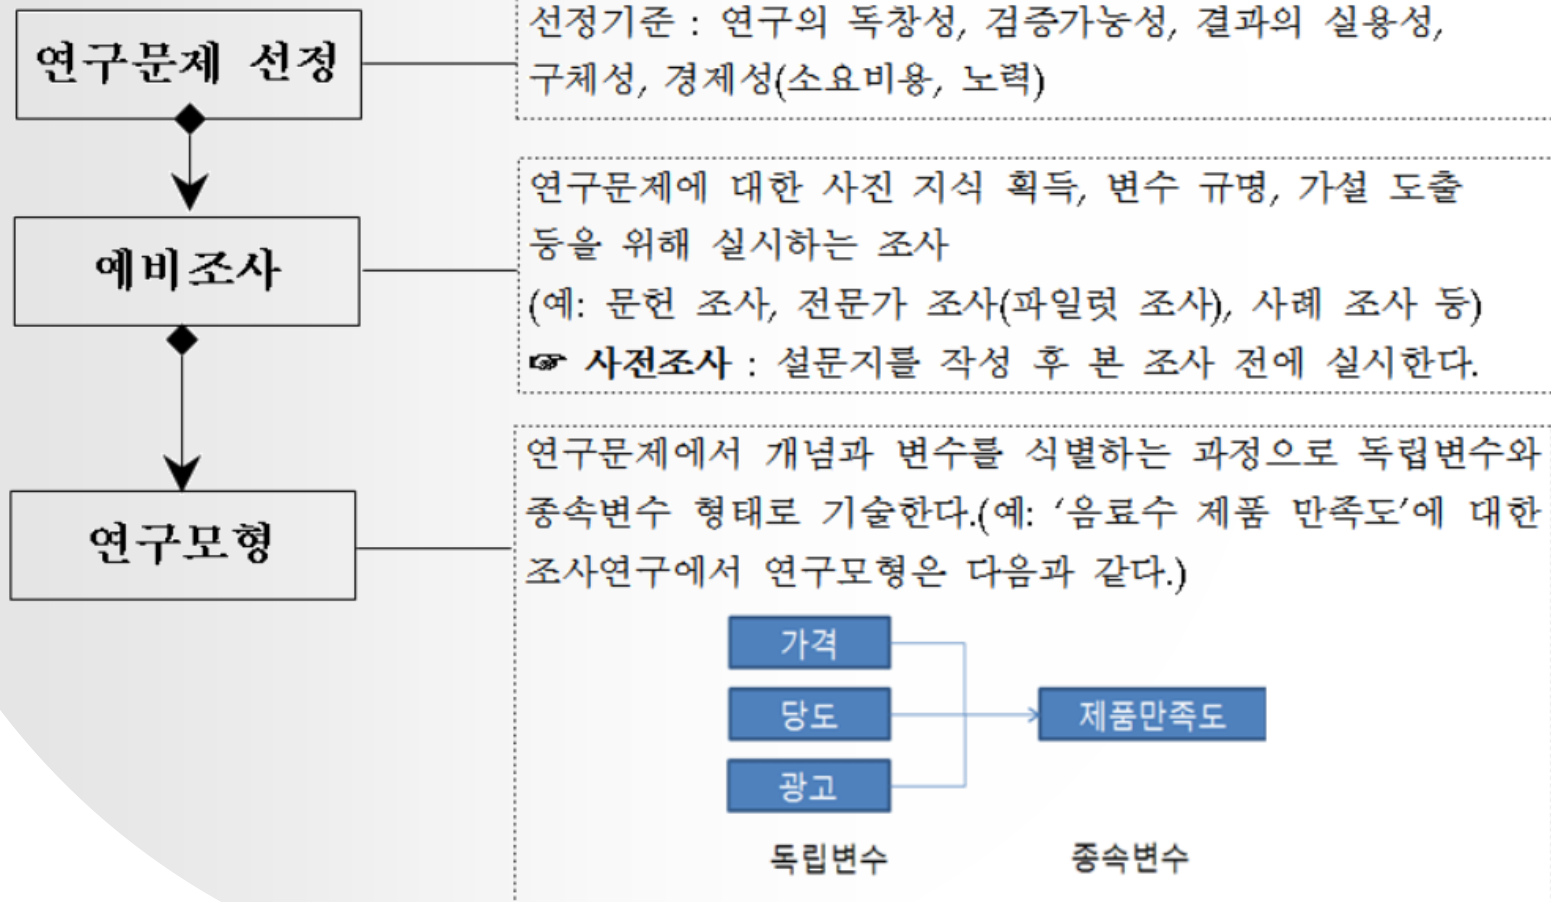 연구문제 선정
선정기준 : 연구의 독창성, 검증가능성, 결과의 실용성,
구체성, 경제성(소요비용, 노력)
예비조사
연구문제에 대한 사진 지식 획득, 변수 규명, 가설 도출
등을 위해 실시하는 조사
(예: 문헌 조사, 전문가 조사(파일럿 조사), 사례 조사 등)
☞ 사전조사 : 설문지를 작성 후 본 조사 전에 실시한다.
연구모형
연구문제에서 개념과 변수를 식별하는 과정으로 독립변수와
종속변수 형태로 기술한다.(예: ‘음료수 제품 만족도’에 대한
조사연구에서 연구모형은 다음과 같다.)
가격
당도
제품만족도
광고
독립변수
종속변수